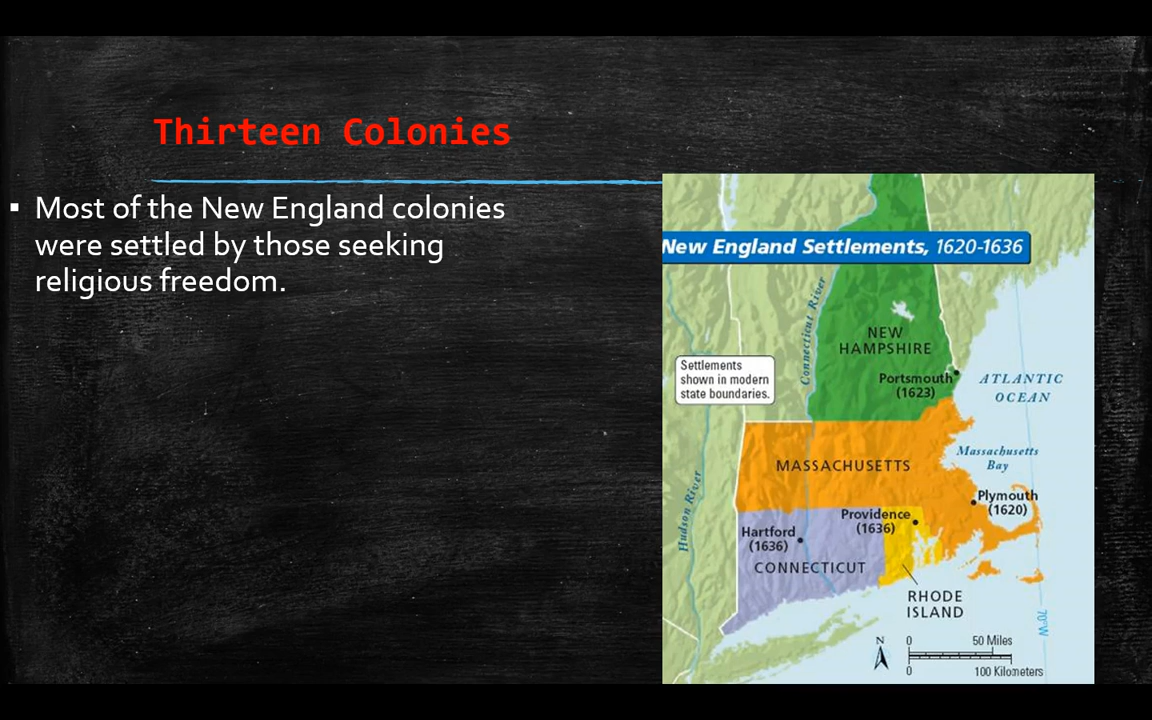 Thirteen Colonies
▪ Most of the New England colonies
were settled by those seeking
religious freedom.
New England Settlements, 1620-1636
Connecticut River
NEW
HAMPSHIRE
Settlements
shown in modern
state boundaries.
Portsmouth
(1623)
ATLANTIC
OCEAN
Massachusetts
Bay
MASSACHUSETTS
Hudson River
Plymouth
(1620)
Providence
(1636)
Hartford
(1636)
CONNECTICUT
RHODE
ISLAND
70°W
N
0 50 Miles
0 100 Kilometers